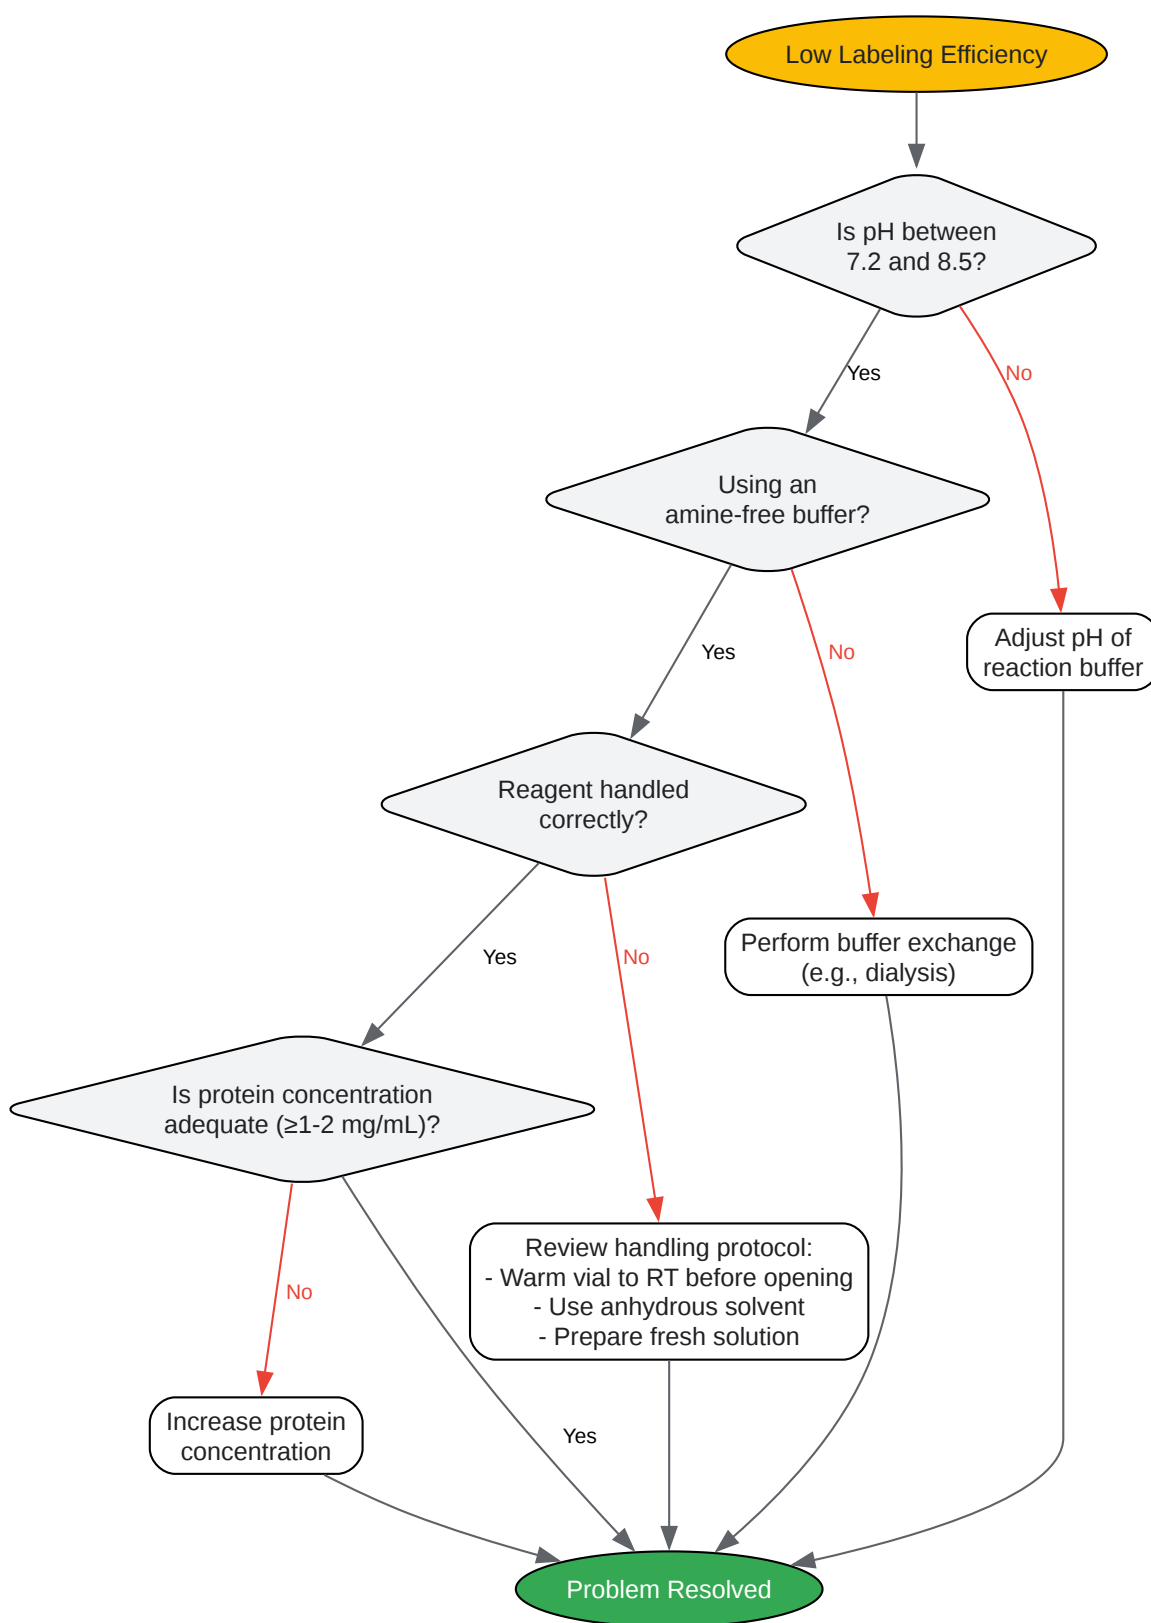 Low Labeling Efficiency
Is pH between
7.2 and 8.5?
Yes
No
Using an
amine-free buffer?
Adjust pH of
reaction buffer
Yes
No
Reagent handled
correctly?
Perform buffer exchange
(e.g., dialysis)
Yes
No
Is protein concentration
adequate (≥1-2 mg/mL)?
Review handling protocol:
- Warm vial to RT before opening
- Use anhydrous solvent
- Prepare fresh solution
No
Increase protein
concentration
Yes
Problem Resolved